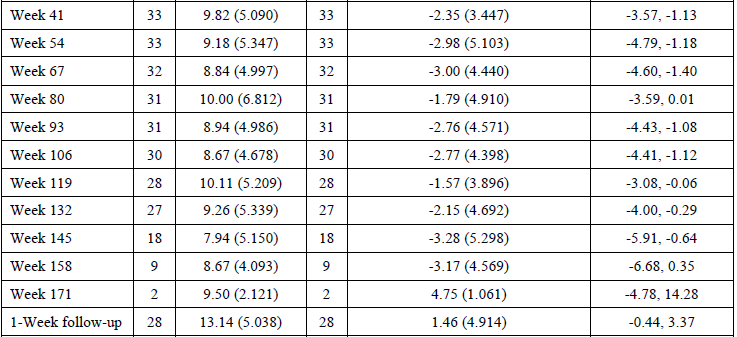 Week 41 33 9.82 (5.090) 33 -2.35 (3.447) -3.57, -1.13
Week 54 33 9.18 (5.347) 33 -2.98 (5.103) -4.79, -1.18
Week 67 32 8.84 (4.997) 32 -3.00 (4.440) -4.60, -1.40
Week 80 31 10.00 (6.812) 31 -1.79 (4.910) -3.59, 0.01
Week 93 31 8.94 (4.986) 31 -2.76 (4.571) -4.43, -1.08
Week 106 30 8.67 (4.678) 30 -2.77 (4.398) -4.41, -1.12
Week 119 28 10.11 (5.209) 28 -1.57 (3.896) -3.08, -0.06
Week 132 27 9.26 (5.339) 27 -2.15 (4.692) -4.00, -0.29
Week 145 18 7.94 (5.150) 18 -3.28 (5.298) -5.91, -0.64
Week 158 9 8.67 (4.093) 9 -3.17 (4.569) -6.68, 0.35
Week 171 2 9.50 (2.121) 2 4.75 (1.061) -4.78, 14.28
1-Week follow-up 28 13.14 (5.038) 28 1.46 (4.914) -0.44, 3.37